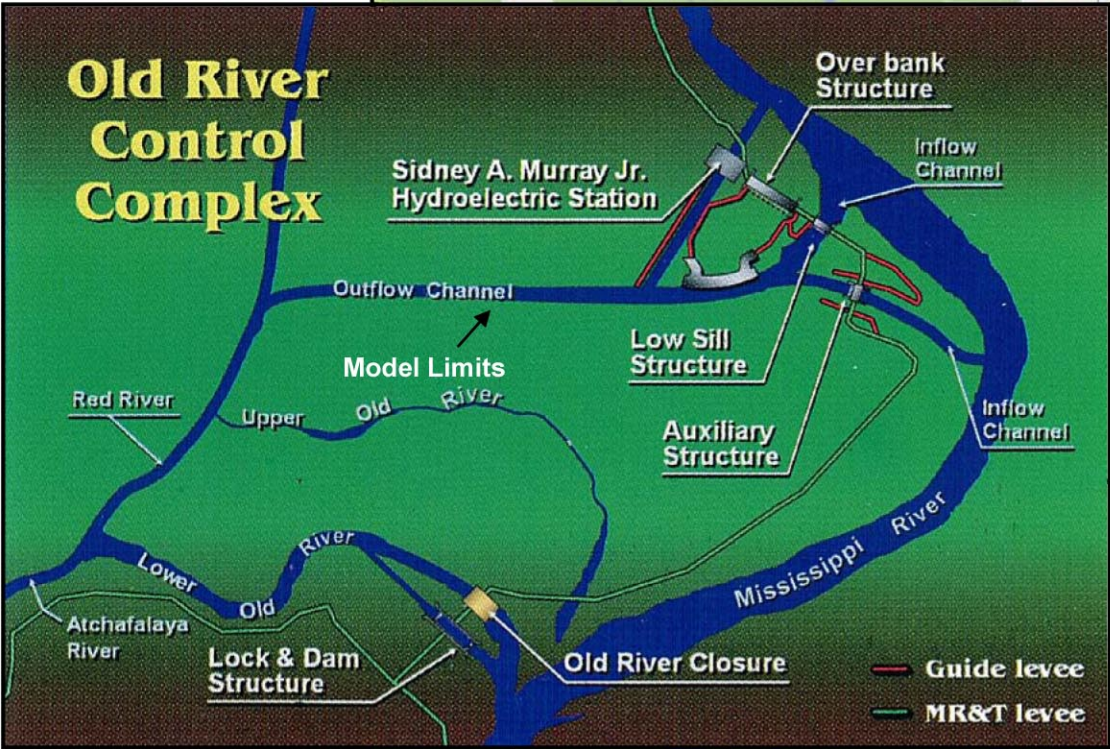 Old River
Control
Complex
Over bank
Structure
Inflow
Channel
Sidney A. Murray Jr.
Hydroelectric Station
Outflow Channel
Model Limits
Low Sill
Structure
Red River
Upper Old River
Auxiliary
Structure
Inflow
Channel
Mississippi River
Lower Old River
Atchafalaya
River
Lock & Dam
Structure
Old River Closure
Guide levee
MR&T levee